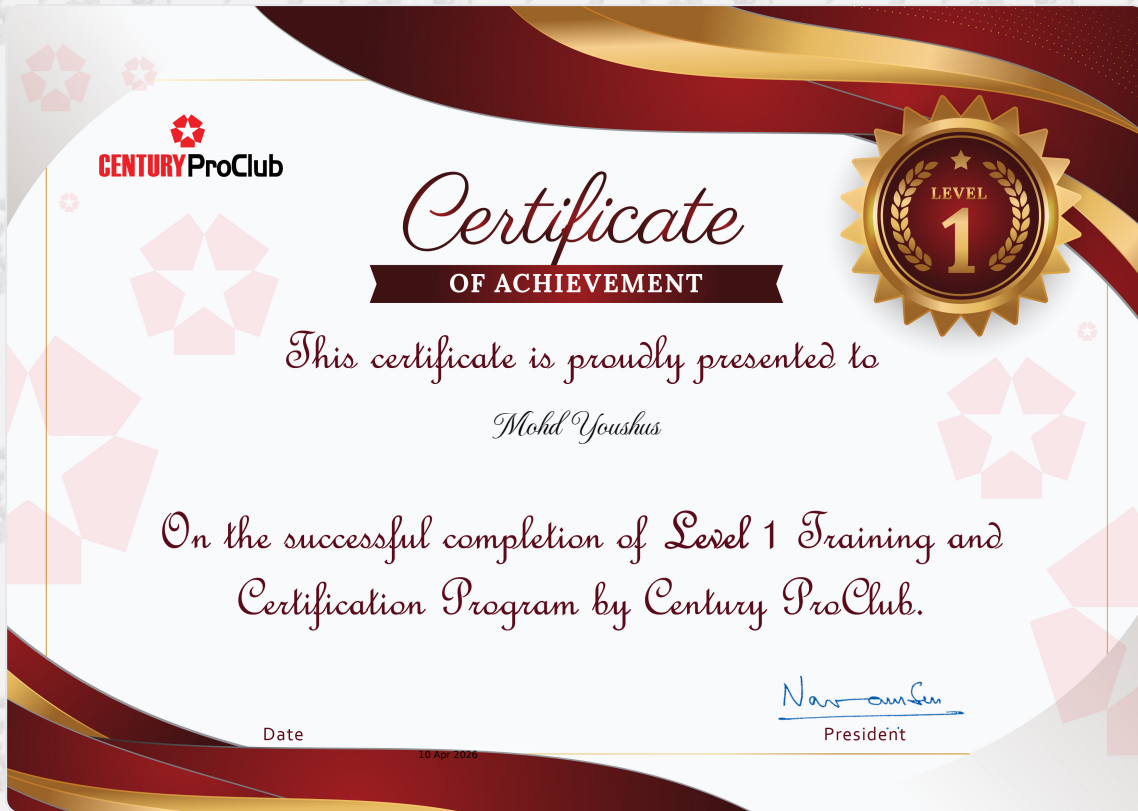 CENTURY ProClub
LEVEL
1
Certificate
OF ACHIEVEMENT
This certificate is proudly presented to
Mohd Youshus
On the successful completion of Level 1 Training and
Certification Program by Century ProClub.
Date
President
10 Apr 2026